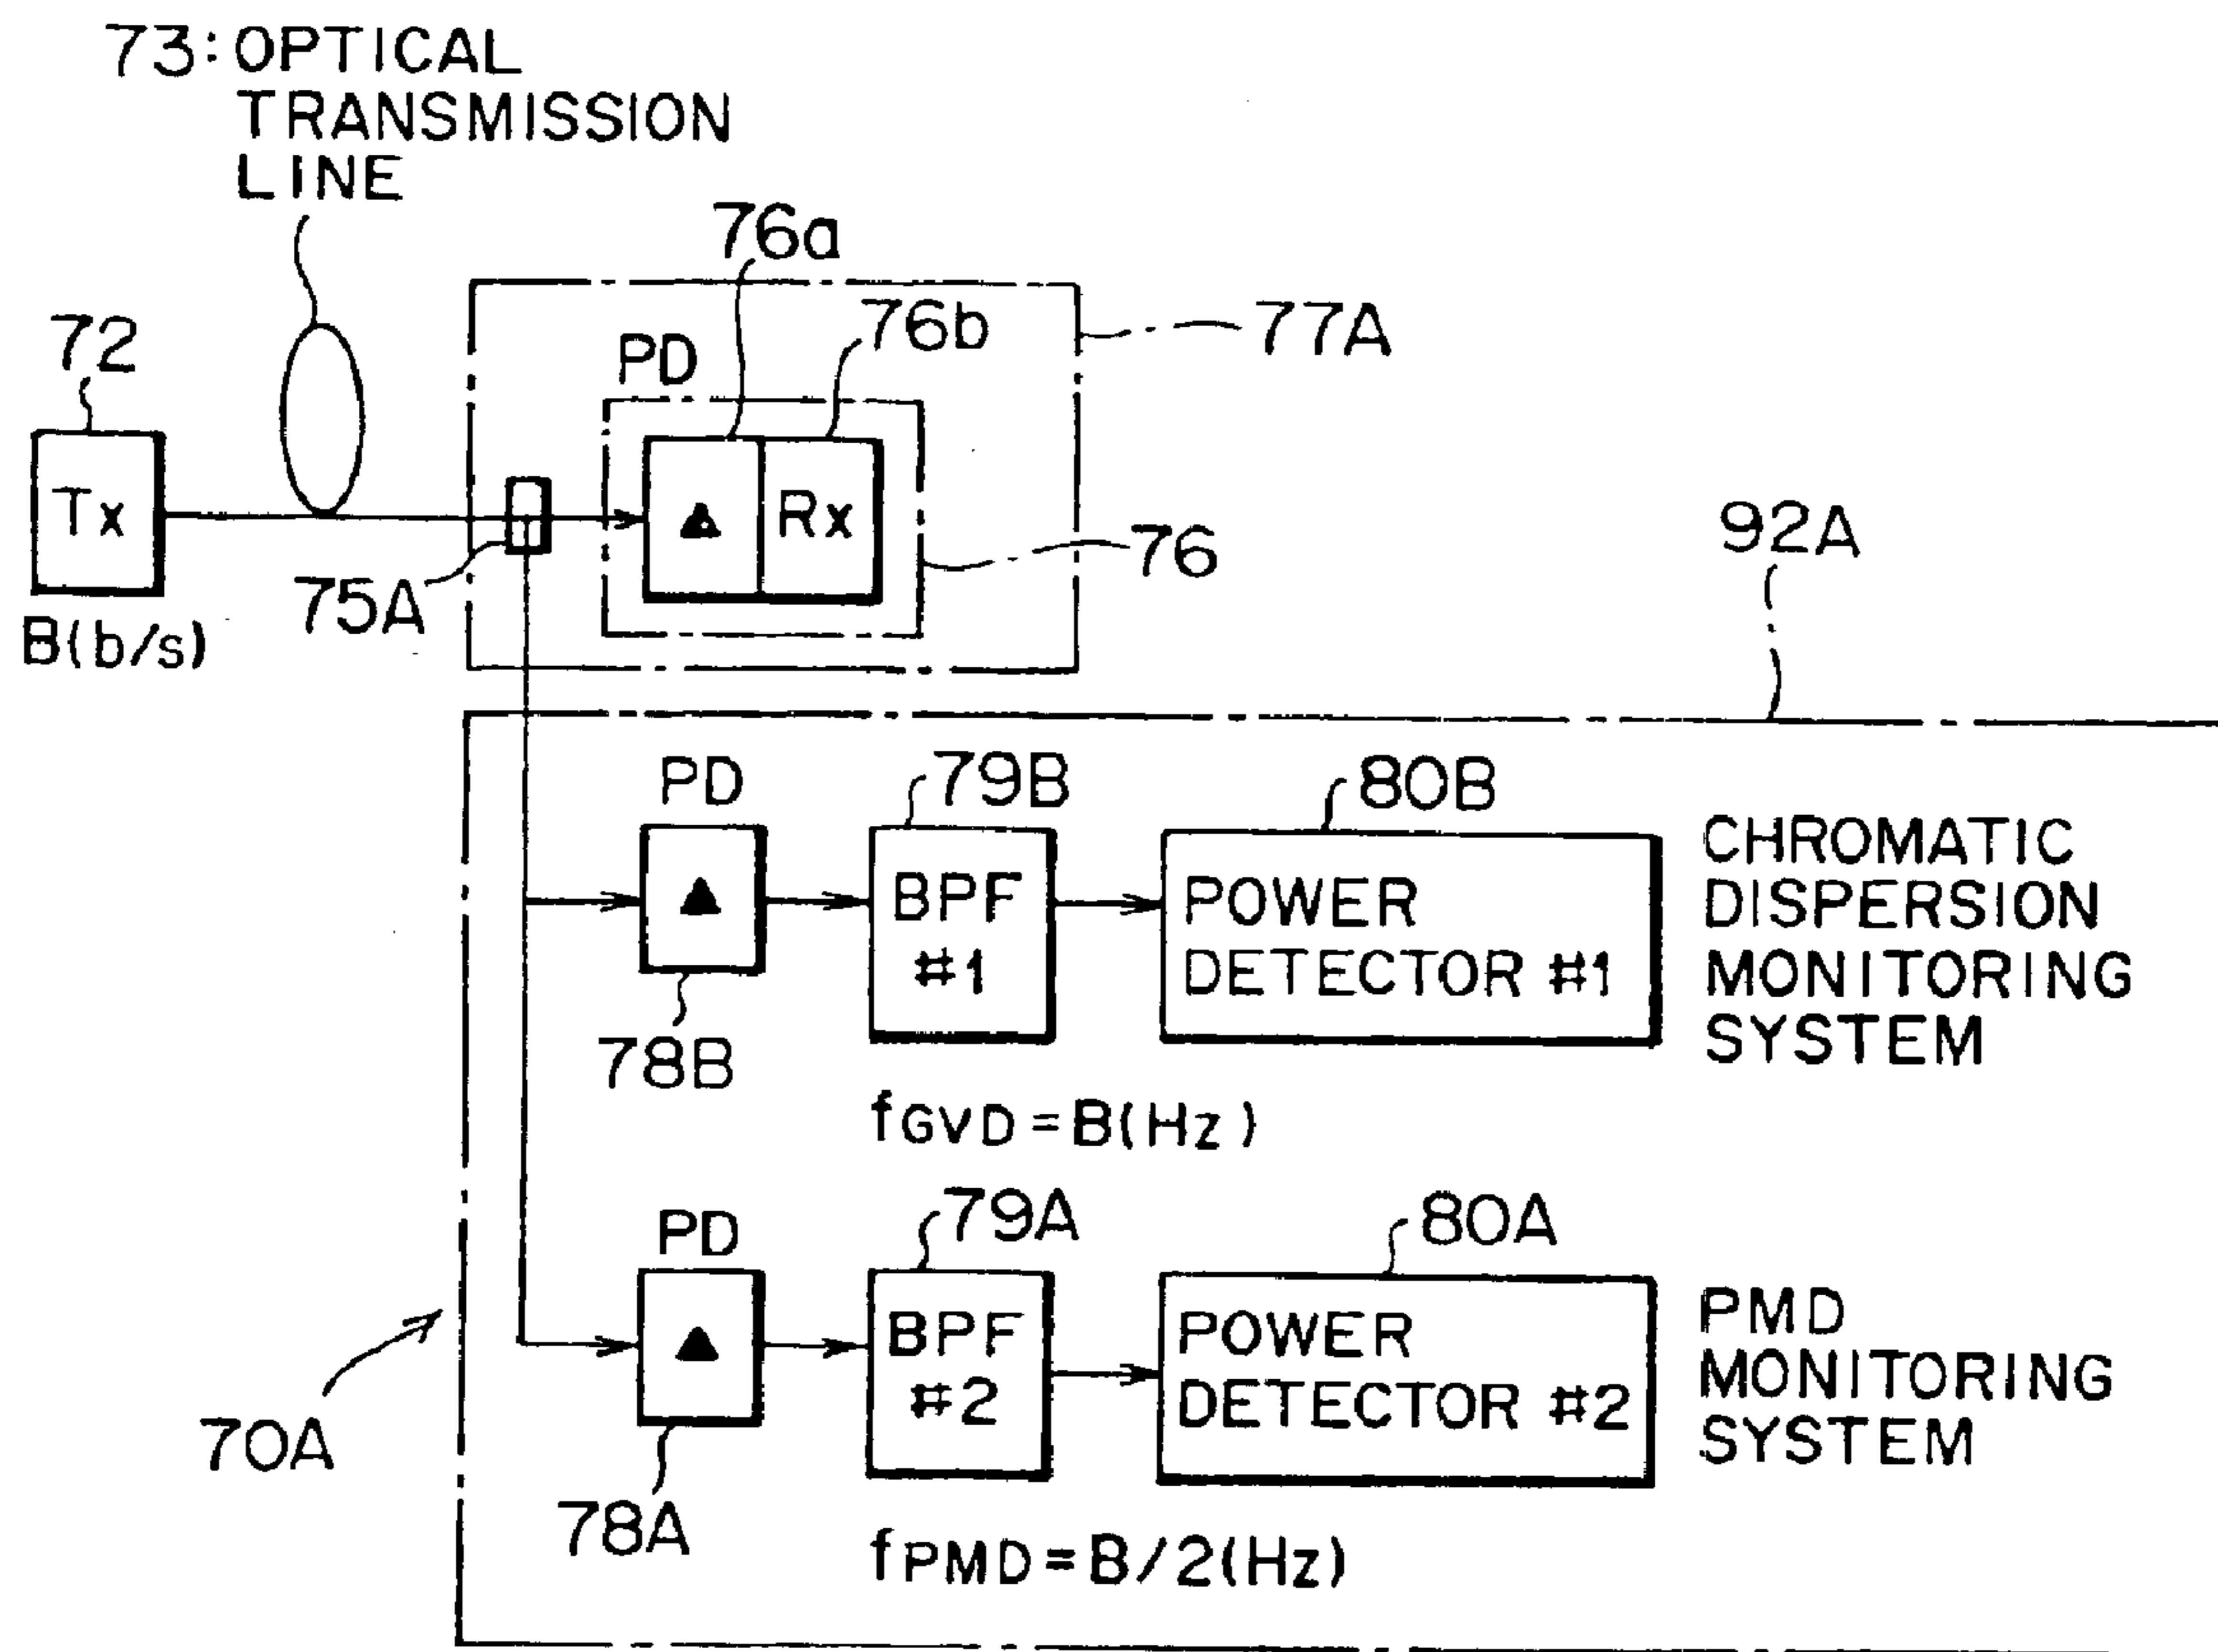 73: OPTICAL
TRANSMISSION
LINE
76a
76b
77A
72
PD
Tx
Rx
92A
76
75A
B(b/s)
PD
79B
80B
BPF
#1
POWER
DETECTOR #1
CHROMATIC
DISPERSION
MONITORING
SYSTEM
78B
fGVD=B(Hz)
PD
79A
80A
BPF
#2
POWER
DETECTOR #2
PMD
MONITORING
SYSTEM
70A
78A
fPMD=B/2(Hz)